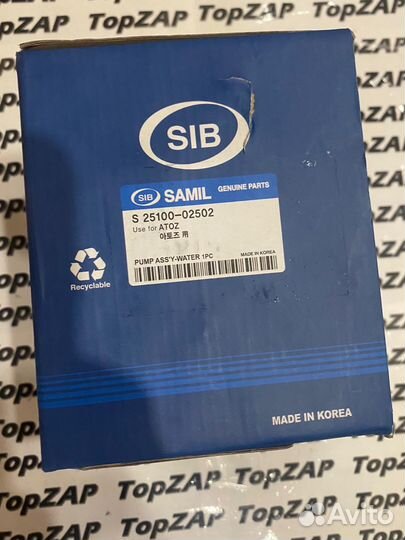 TopZAP TopZAP TopZAP
SIB
SIB SAMIL GENUINE PARTS
S 25100-02502
Use for ATOZ
아토즈 用
PUMP ASS'Y-WATER 1PC MADE IN KOREA
Recyclable
MADE IN KOREA
TopZAP TopZAP TopZAP TopZAP
Avito